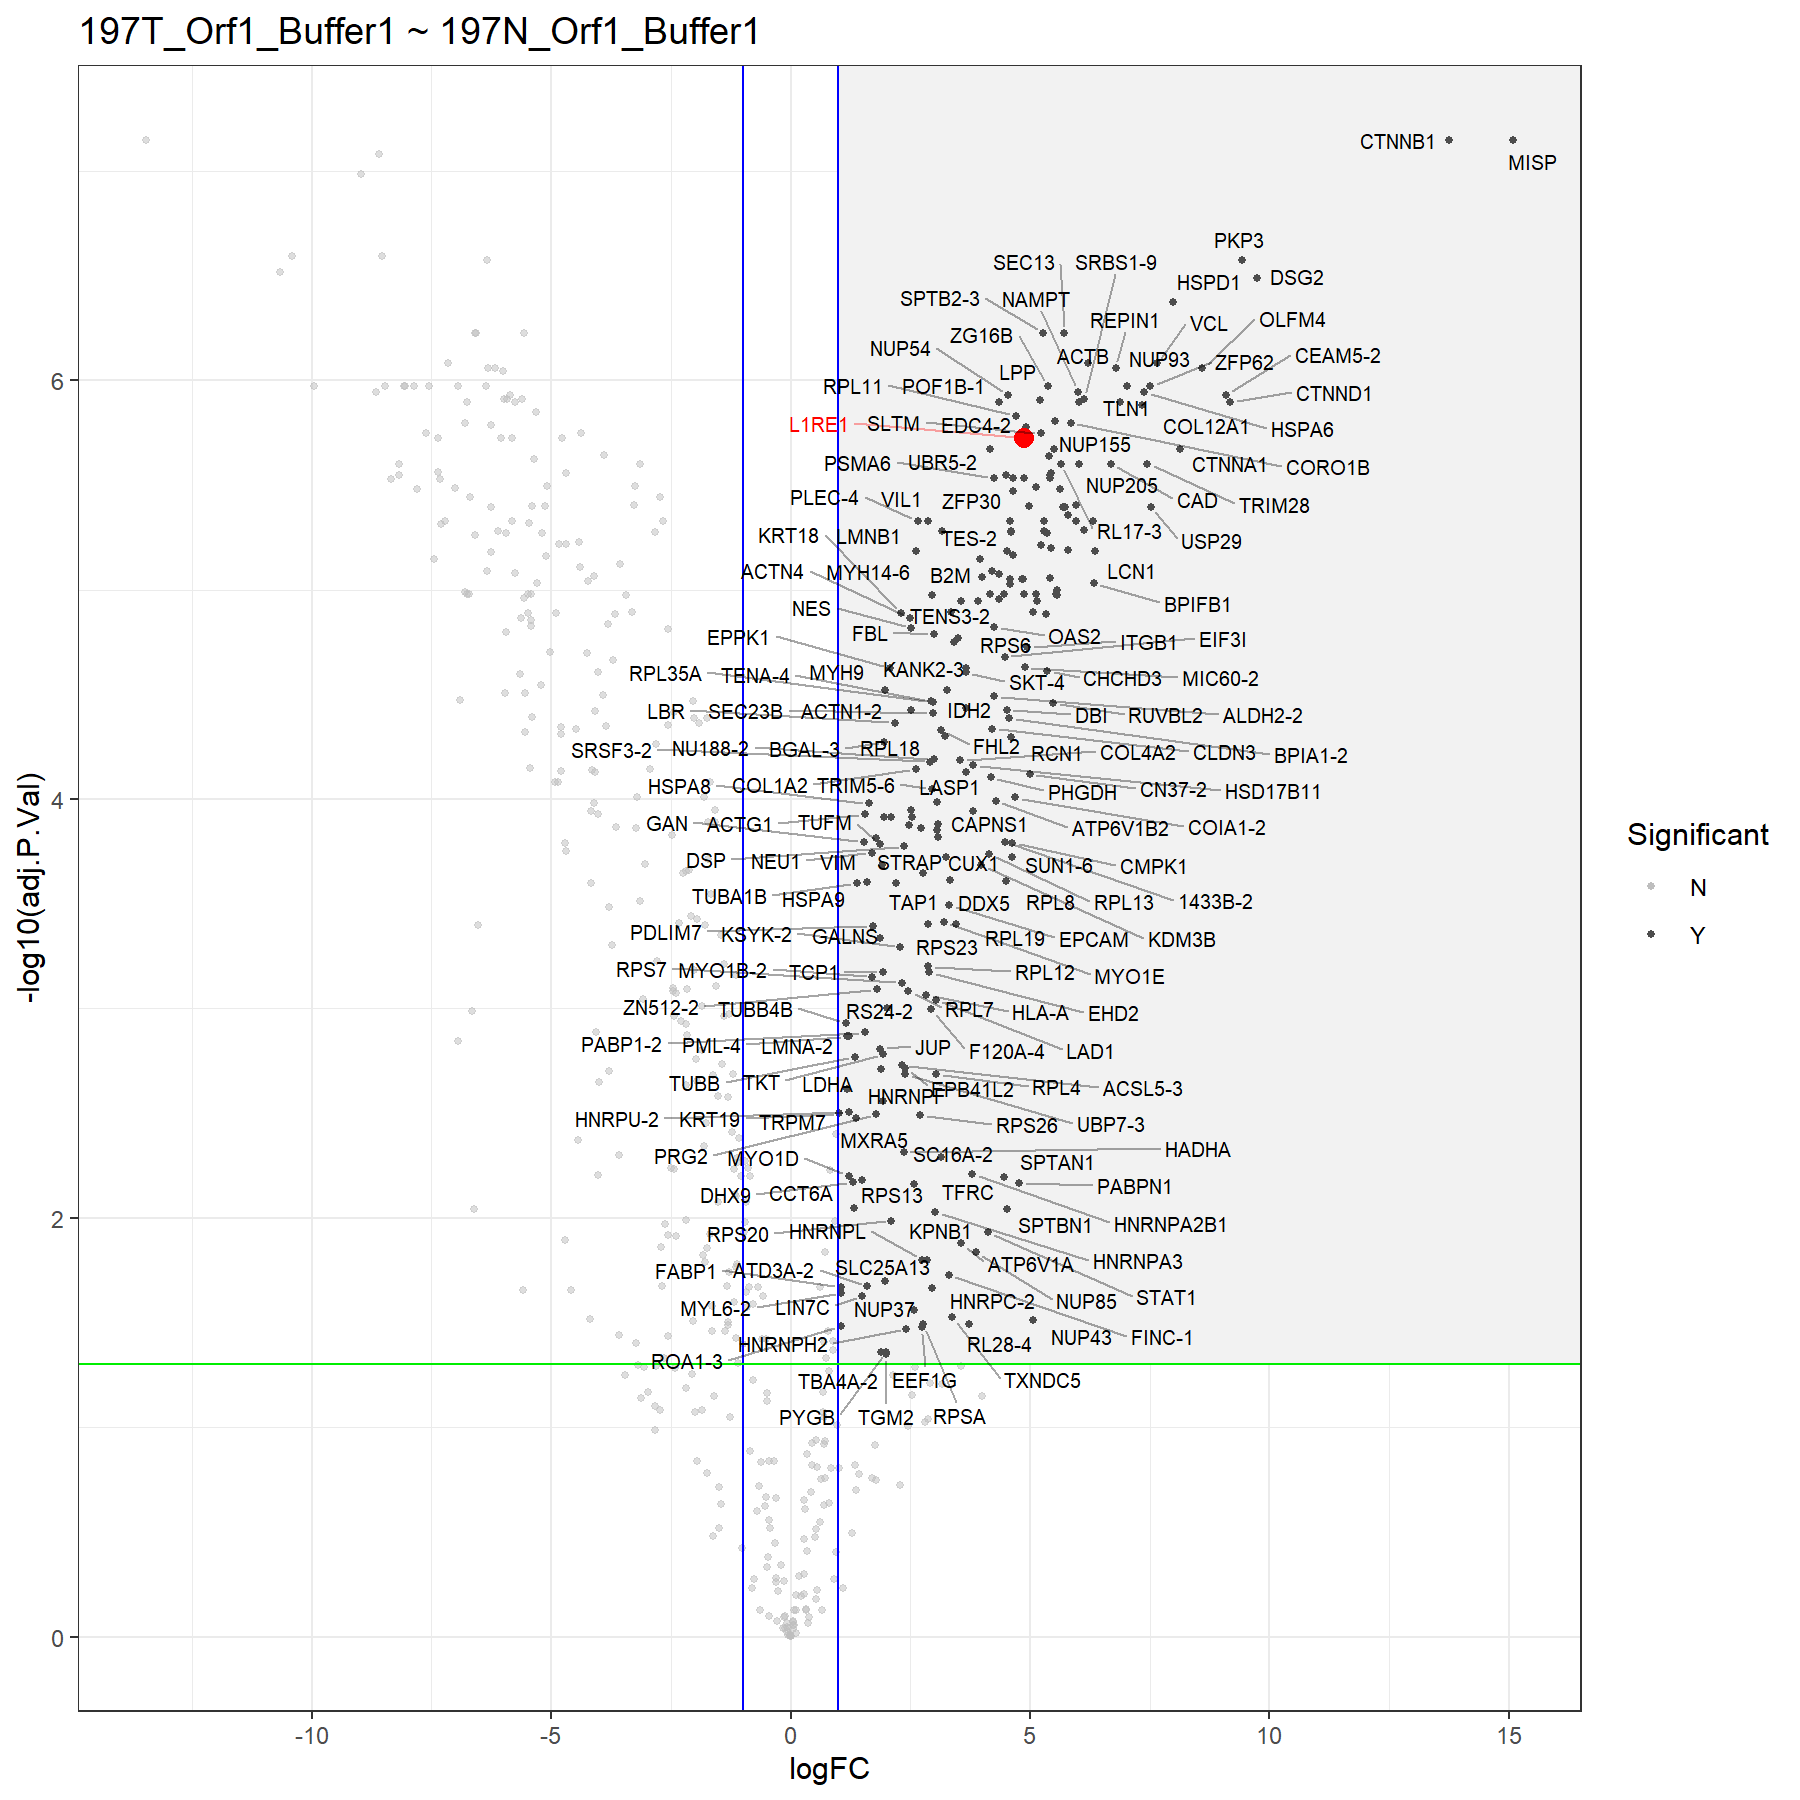 197T_Orf1_Buffer1 ~ 197N_Orf1_Buffer1
CTNNB1
MISP
PKP3
SEC13 SRBS1-9
DSG2
HSPD1
SPTB2-3 NAMPT
REPIN1 VCL OLFM4
ZG16B
NUP54 ACTB NUP93 ZFP62 CEAM5-2
LPP
RPL11 POF1B-1 CTNND1
TLN1
L1RE1 SLTM EDC4-2 COL12A1 HSPA6
NUP155
PSMA6 UBR5-2 CTNNA1 CORO1B
NUP205
PLEC-4 VIL1 ZFP30 CAD TRIM28
KRT18 LMNB1 TES-2 RL17-3 USP29
ACTN4 MYH14-6 B2M LCN1
NES TENS3-2 BPIFB1
EPPK1 FBL RPS6 OAS2 ITGB1 EIF3I
RPL35A TENA-4 MYH9 KANK2-3 SKT-4 CHCHD3 MIC60-2
LBR SEC23B ACTN1-2 IDH2 DBI RUVBL2 ALDH2-2
SRSF3-2 NU188-2 BGAL-3 RPL18 FHL2 RCN1 COL4A2 CLDN3 BPIA1-2
HSPA8 COL1A2 TRIM5-6 LASP1 PHGDH CN37-2 HSD17B11
GAN ACTG1 TUFM CAPNS1 ATP6V1B2 COIA1-2
DSP NEU1 VIM STRAP CUX1 SUN1-6 CMPK1
TUBA1B HSPA9 TAP1 DDX5 RPL8 RPL13 1433B-2
PDLIM7 KSYK-2 GALNS RPS23 RPL19 EPCAM KDM3B
RPS7 MYO1B-2 TCP1 RPL12 MYO1E
ZN512-2 TUBB4B RS24-2 RPL7 HLA-A EHD2
PABP1-2 PML-4 LMNA-2 JUP F120A-4 LAD1
TUBB TKT LDHA HNRNPF EPB41L2 RPL4 ACSL5-3
HNRPU-2 KRT19 TRPM7 RPS26 UBP7-3
MXRA5 HADHA
PRG2 MYO1D SC16A-2 SPTAN1
DHX9 CCT6A RPS13 TFRC PABPN1
RPS20 HNRNPL KPNB1 SPTBN1 HNRNPA2B1
FABP1 ATD3A-2 SLC25A13 ATP6V1A HNRNPA3
MYL6-2 LIN7C NUP37 HNRPC-2 NUP85 STAT1
ROA1-3 HNRNPH2 RL28-4 NUP43 FINC-1
TBA4A-2 EEF1G TXNDC5
PYGB TGM2 RPSA
6
4
2
0
-log10(adj.P.Val)
-10 -5 0 5 10 15
logFC
Significant
N
Y